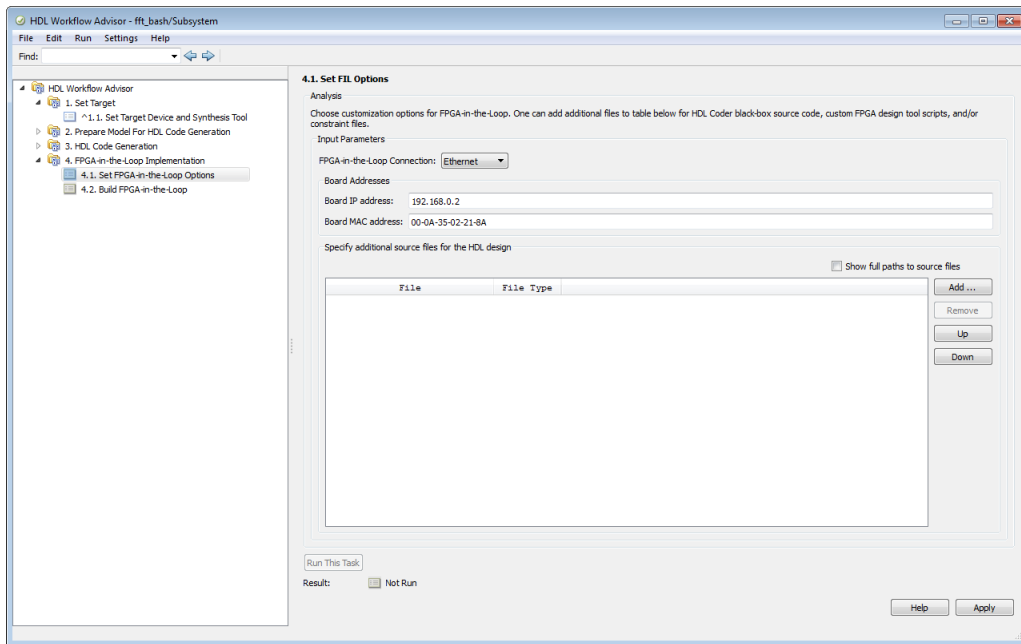 HDL Workflow Advisor - fft_bash/Subsystem
File Edit Run Settings Help
Find:
HDL Workflow Advisor
1. Set Target
^1.1. Set Target Device and Synthesis Tool
2. Prepare Model For HDL Code Generation
3. HDL Code Generation
4. FPGA-in-the-Loop Implementation
4.1. Set FPGA-in-the-Loop Options
4.2. Build FPGA-in-the-Loop
4.1. Set FIL Options
Analysis
Choose customization options for FPGA-in-the-Loop. One can add additional files to table below for HDL Coder black-box source code, custom FPGA design tool scripts, and/or
constraint files.
Input Parameters
FPGA-in-the-Loop Connection: Ethernet
Board Addresses
Board IP address: 192.168.0.2
Board MAC address: 00-0A-35-02-21-8A
Specify additional source files for the HDL design
Show full paths to source files
File File Type
Add ...
Remove
Up
Down
Run This Task
Result: Not Run
Help Apply